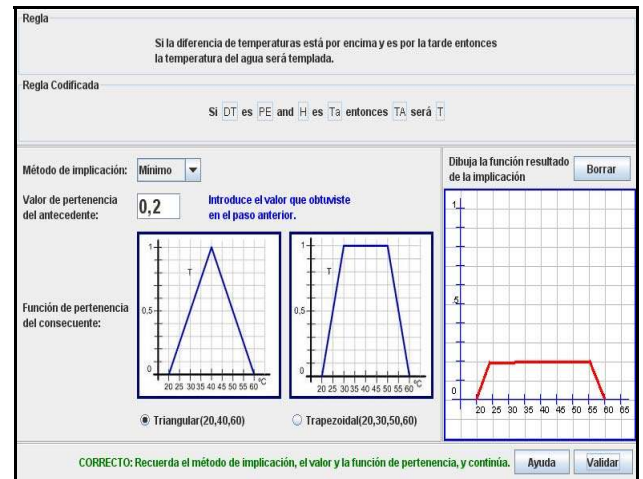 Regla
Si la diferencia de temperaturas está por encima y es por la tarde entonces
la temperatura del agua será templada.
Regla Codificada
Si DT es PE and H es Ta entonces TA será T
Método de implicación: Mínimo
Valor de pertenencia
del antecedente:
0,2
Introduce el valor que obtuviste
en el paso anterior.
Función de pertenencia
del consecuente:
1
T
0.5
0
20 25 30 35 40 45 50 55 60 ºC
1
T
0.5
0
20 25 30 35 40 45 50 55 60 ºC
Triangular(20,40,60)
Trapezoidal(20,30,50,60)
Dibuja la función resultado
de la implicación
Borrar
1
.5
0
20 25 30 35 40 45 50 55 60 65
CORRECTO: Recuerda el método de implicación, el valor y la función de pertenencia, y continúa.
Ayuda
Validar